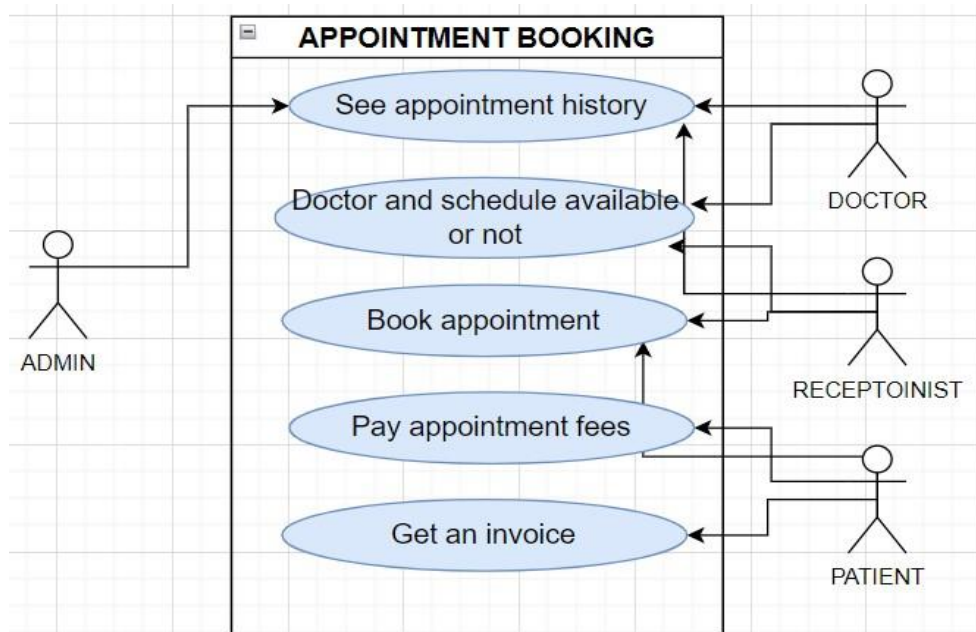 APPOINTMENT BOOKING
See appointment history
Doctor and schedule available
or not
Book appointment
Pay appointment fees
Get an invoice
ADMIN
DOCTOR
RECEPTOINIST
PATIENT